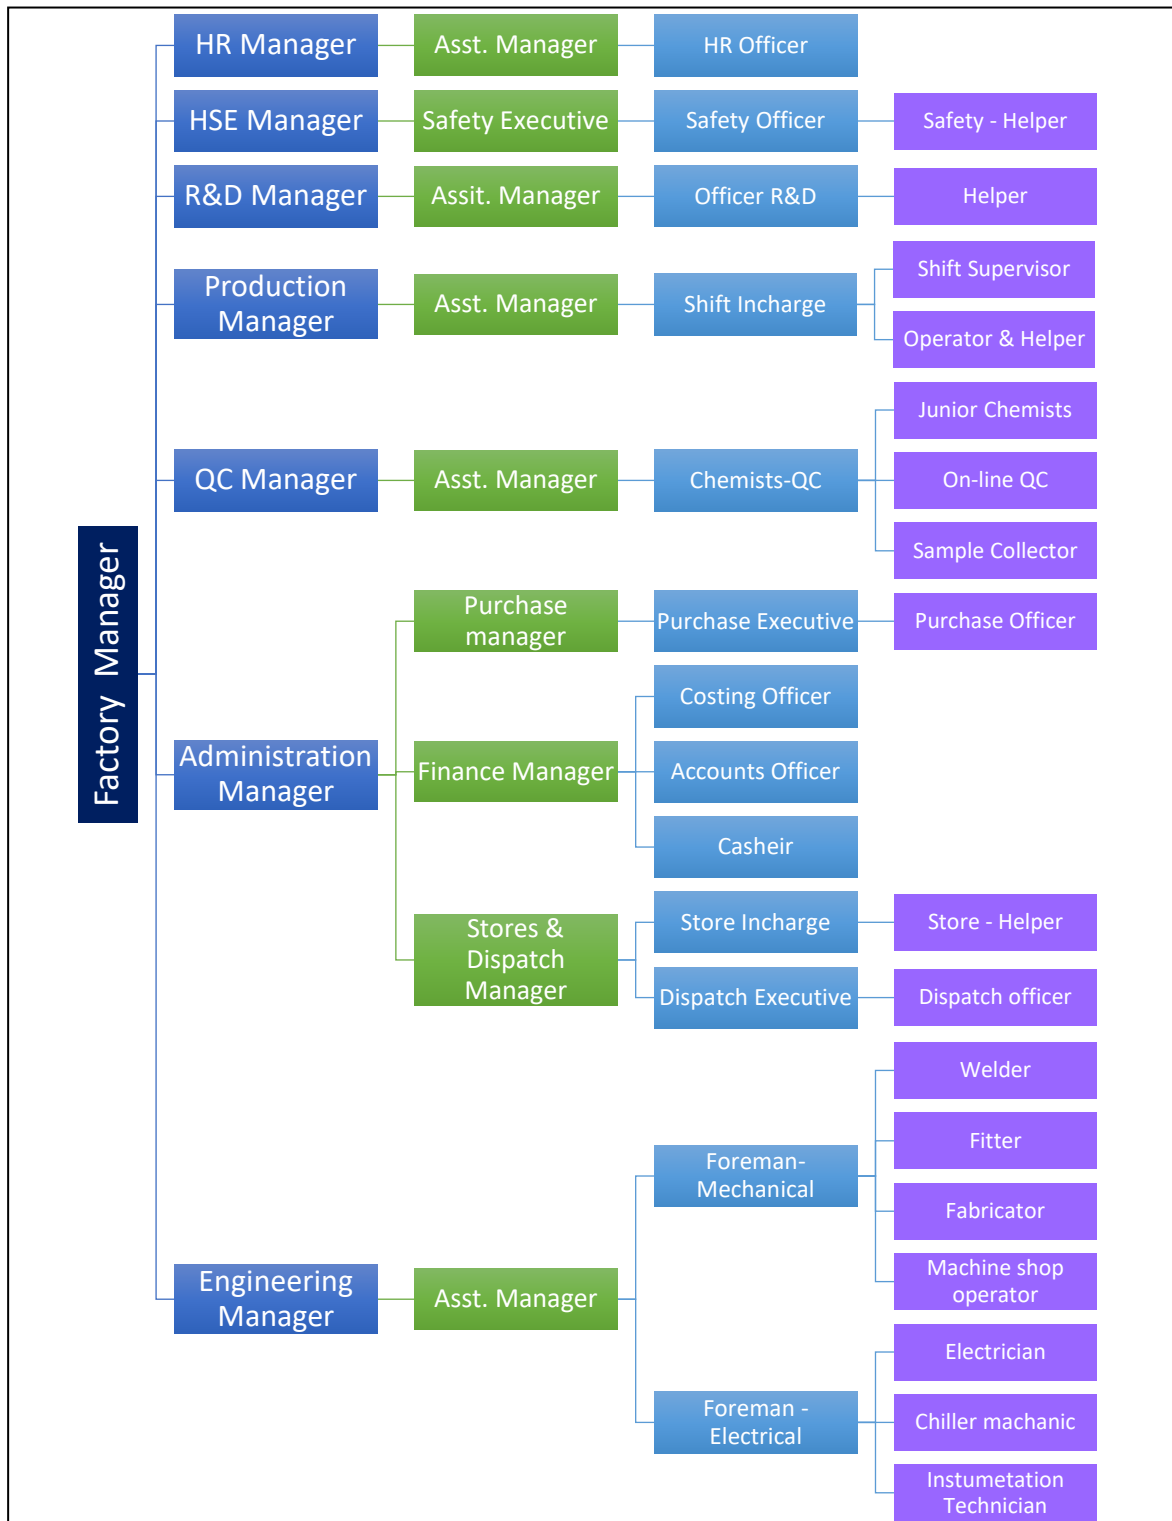 HR Manager
Asst. Manager
HR Officer
HSE Manager
Safety Executive
Safety Officer
Safety - Helper
R&D Manager
Assit. Manager
Officer R&D
Helper
Production
Manager
Asst. Manager
Shift Incharge
Shift Supervisor
Operator & Helper
QC Manager
Asst. Manager
Chemists-QC
Junior Chemists
On-line QC
Sample Collector
Factory Manager
Administration
Manager
Purchase
manager
Purchase Executive
Purchase Officer
Finance Manager
Costing Officer
Accounts Officer
Casheir
Stores &
Dispatch
Manager
Store Incharge
Store - Helper
Dispatch Executive
Dispatch officer
Engineering
Manager
Asst. Manager
Foreman-
Mechanical
Welder
Fitter
Fabricator
Machine shop
operator
Foreman -
Electrical
Electrician
Chiller machanic
Instumetation
Technician